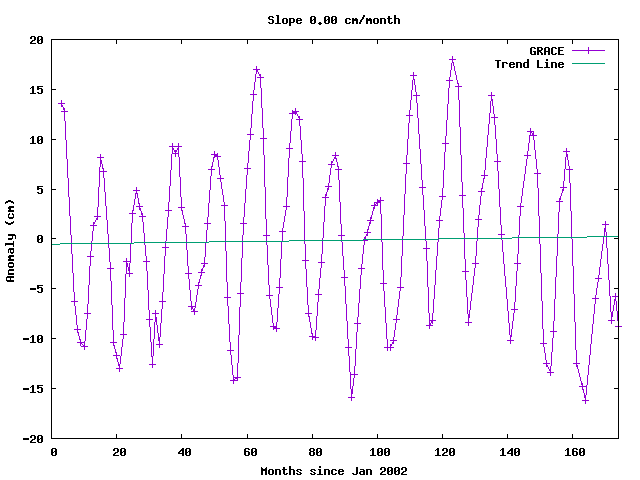 Slope 0.00 cm/month
GRACE
Trend Line
20
15
10
5
0
-5
-10
-15
-20
Anomaly (cm)
0 20 40 60 80 100 120 140 160
Months since Jan 2002